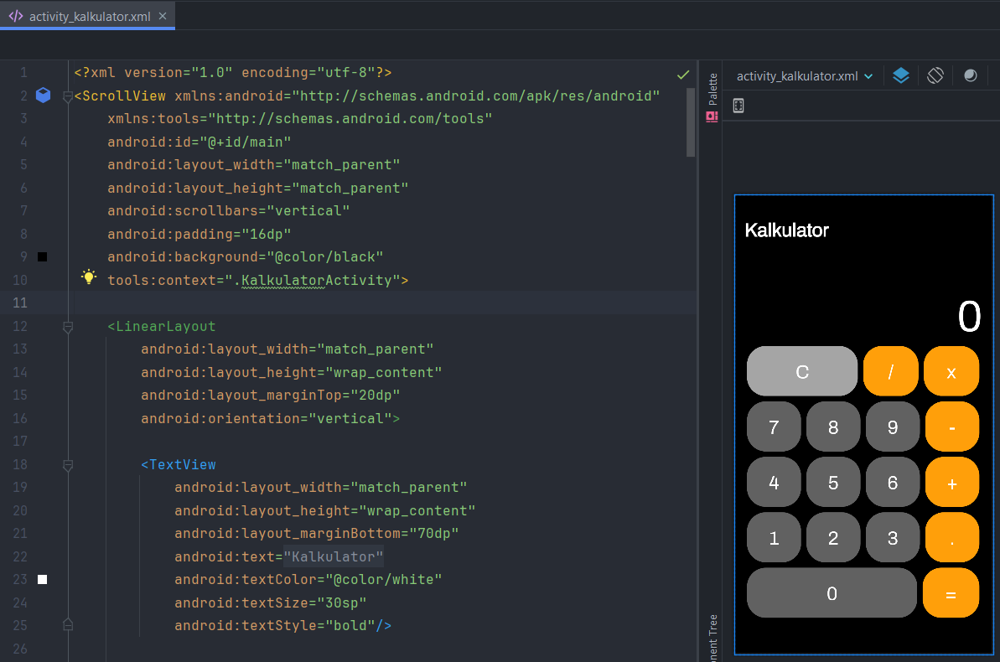 activity_kalkulator.xml
1 <?xml version="1.0" encoding="utf-8"?>
2 <ScrollView xmlns:android="http://schemas.android.com/apk/res/android"
3 xmlns:tools="http://schemas.android.com/tools"
4 android:id="@+id/main"
5 android:layout_width="match_parent"
6 android:layout_height="match_parent"
7 android:scrollbars="vertical"
8 android:padding="16dp"
9 android:background="@color/black"
10 tools:context=".KalkulatorActivity">
11
12 <LinearLayout
13 android:layout_width="match_parent"
14 android:layout_height="wrap_content"
15 android:layout_marginTop="20dp"
16 android:orientation="vertical">
17
18 <TextView
19 android:layout_width="match_parent"
20 android:layout_height="wrap_content"
21 android:layout_marginBottom="70dp"
22 android:text="Kalkulator"
23 android:textColor="@color/white"
24 android:textSize="30sp"
25 android:textStyle="bold"/>
26
Palette
nent Tree
activity_kalkulator.xml
Kalkulator
0
C / x
7 8 9 -
4 5 6 +
1 2 3 .
0 =